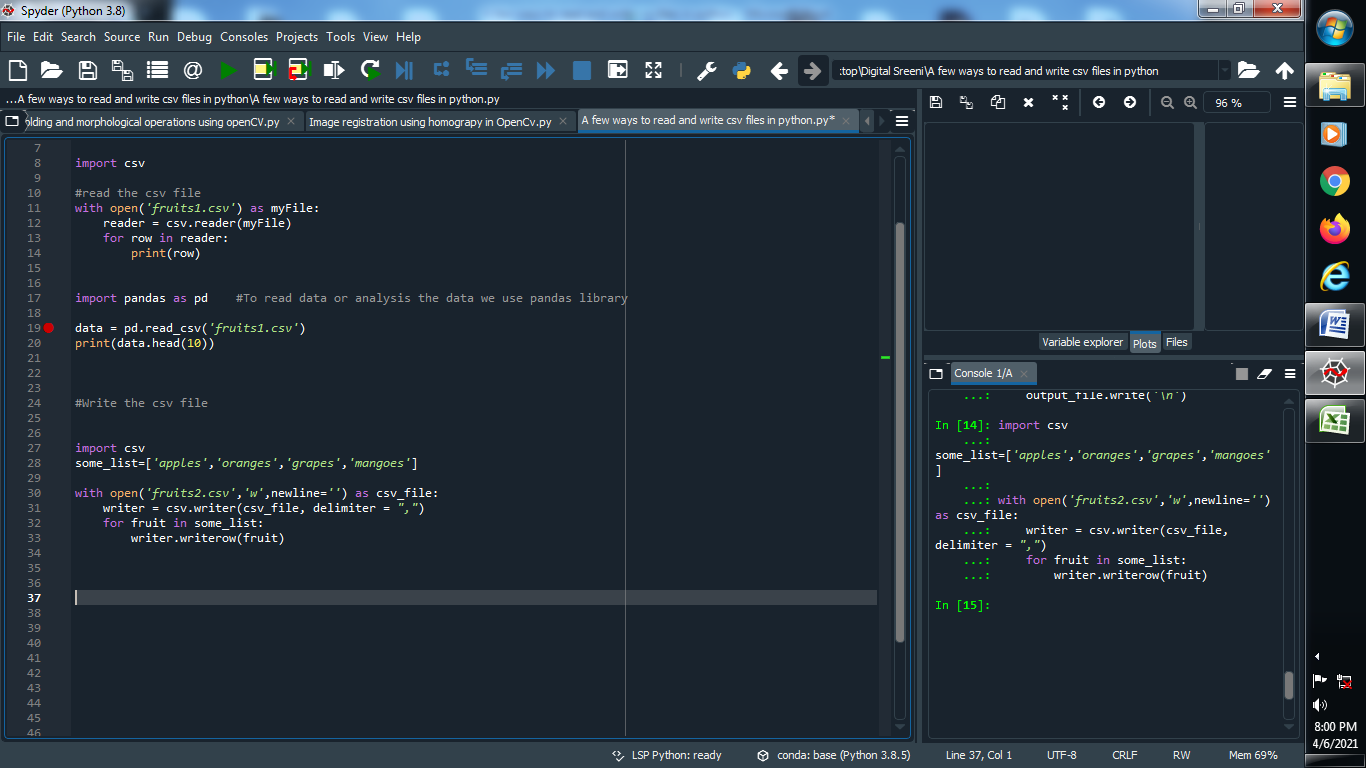 Spyder (Python 3.8)
File Edit Search Source Run Debug Consoles Projects Tools View Help
:top\Digital Sreeni\A few ways to read and write csv files in python
...A few ways to read and write csv files in python\A few ways to read and write csv files in python.py
olding and morphological operations using openCV.py
Image registration using homograpy in OpenCv.py
A few ways to read and write csv files in python.py*
7
8 import csv
9
10 #read the csv file
11 with open('fruits1.csv') as myFile:
12     reader = csv.reader(myFile)
13     for row in reader:
14         print(row)
15
16
17 import pandas as pd    #To read data or analysis the data we use pandas library
18
19 data = pd.read_csv('fruits1.csv')
20 print(data.head(10))
21
22
23
24 #Write the csv file
25
26
27 import csv
28 some_list=['apples','oranges','grapes','mangoes']
29
30 with open('fruits2.csv','w',newline='') as csv_file:
31     writer = csv.writer(csv_file, delimiter = ",")
32     for fruit in some_list:
33         writer.writerow(fruit)
34
35
36
37
38
39
40
41
42
43
44
45
46
96 %
Variable explorer Plots Files
Console 1/A
...:     output_file.write('\n')
In [14]: import csv
...:
some_list=['apples','oranges','grapes','mangoes'
]
...:
...: with open('fruits2.csv','w',newline='')
as csv_file:
...:     writer = csv.writer(csv_file,
delimiter = ",")
...:     for fruit in some_list:
...:         writer.writerow(fruit)
In [15]:
LSP Python: ready conda: base (Python 3.8.5) Line 37, Col 1 UTF-8 CRLF RW Mem 69%
8:00 PM
4/6/2021